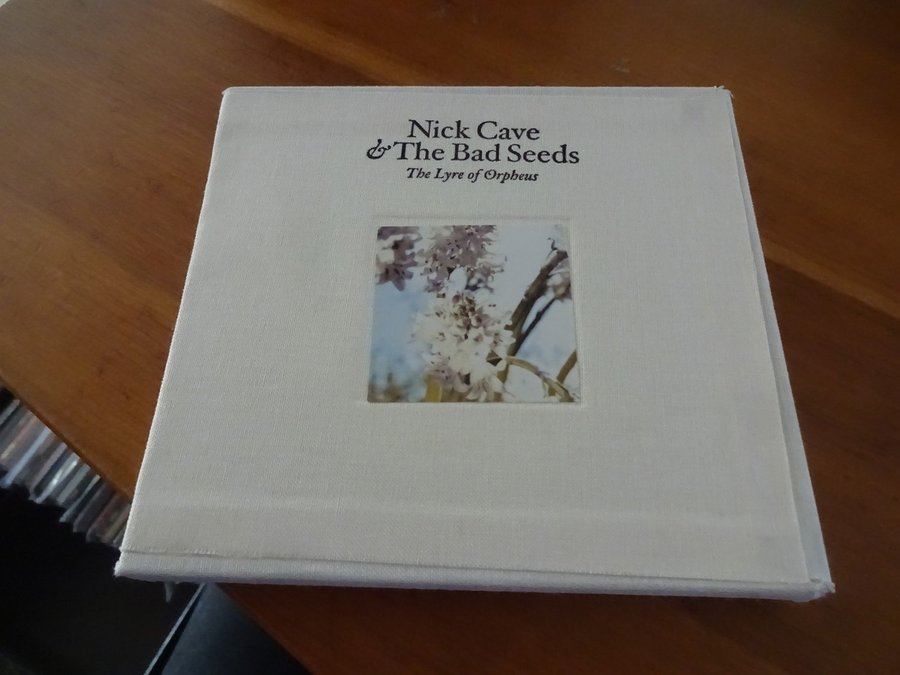 Nick Cave
& The Bad Seeds
The Lyre of Orpheus